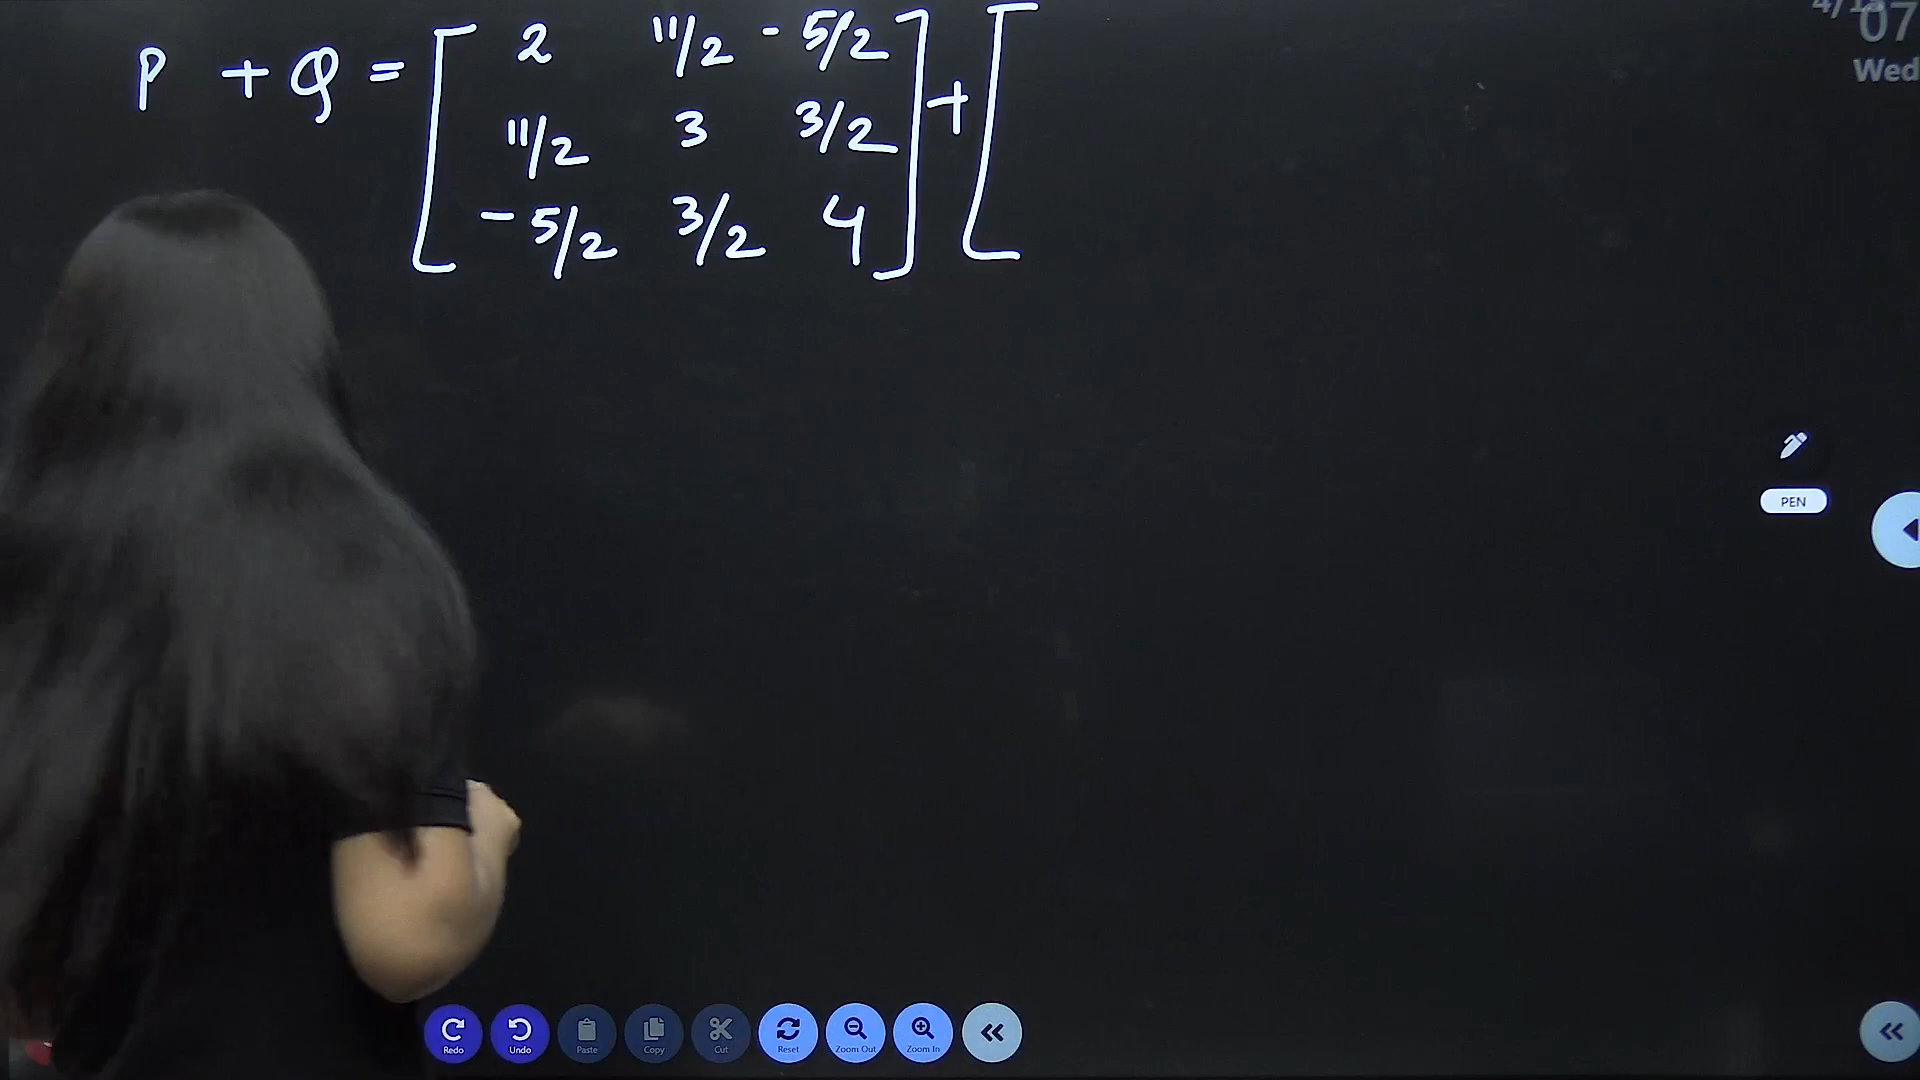 P + Q = [ 2 11/2 - 5/2 ] + [
11/2 3 3/2
- 5/2 3/2 4
07
Wed
PEN
Redo Undo Paste Copy Cut Reset Zoom Out Zoom In